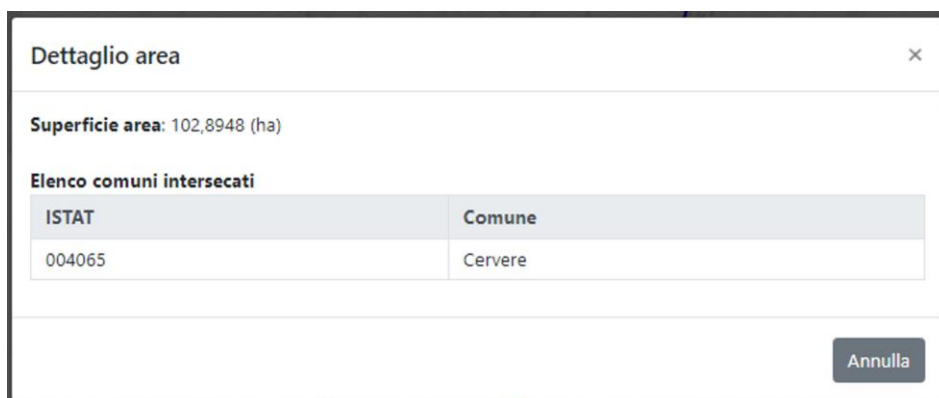 Dettaglio area ×
Superficie area: 102,8948 (ha)
Elenco comuni intersecati
ISTAT Comune
004065 Cervere
Annulla